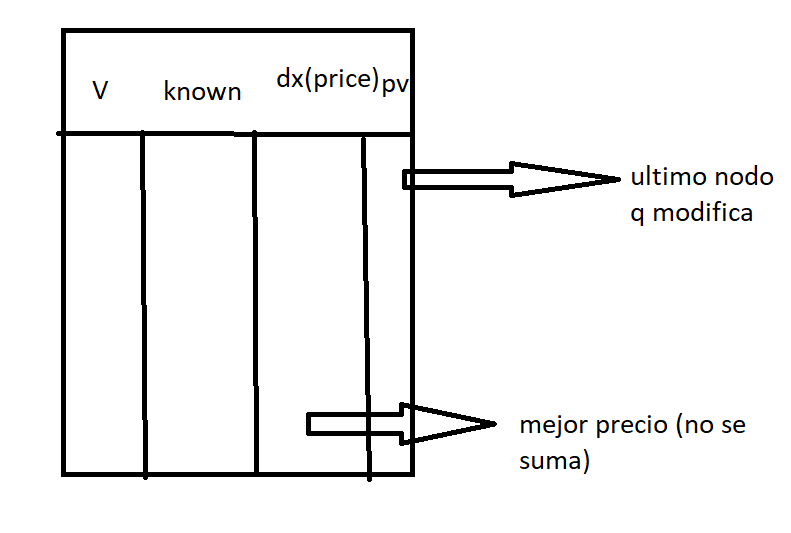 V known dx(price) pv
ultimo nodo
q modifica
mejor precio (no se
suma)